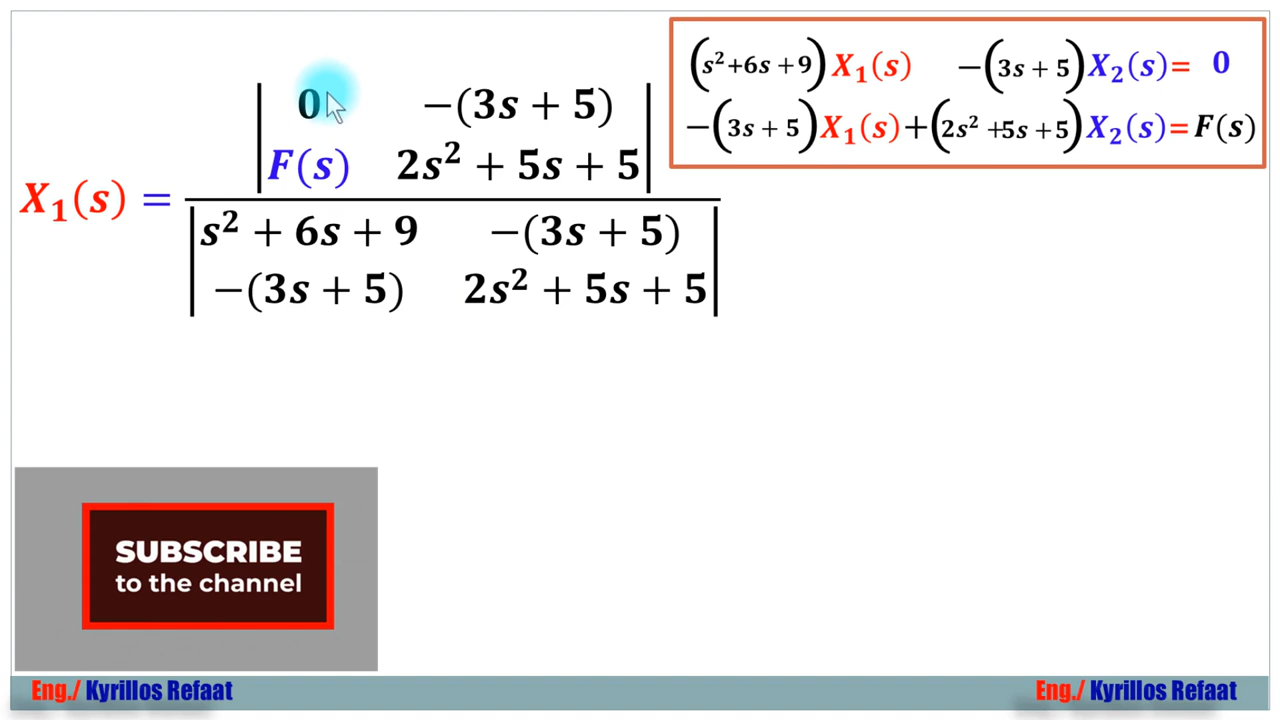 (s²+6s+9)X₁(s) −(3s+5)X₂(s)= 0
−(3s+5)X₁(s)+(2s²+5s+5)X₂(s)=F(s)
|0 −(3s+5)|
|F(s) 2s²+5s+5|
X₁(s) =
|s²+6s+9 −(3s+5)|
|−(3s+5) 2s²+5s+5|
SUBSCRIBE
to the channel
Eng./ Kyrillos Refaat
Eng./ Kyrillos Refaat